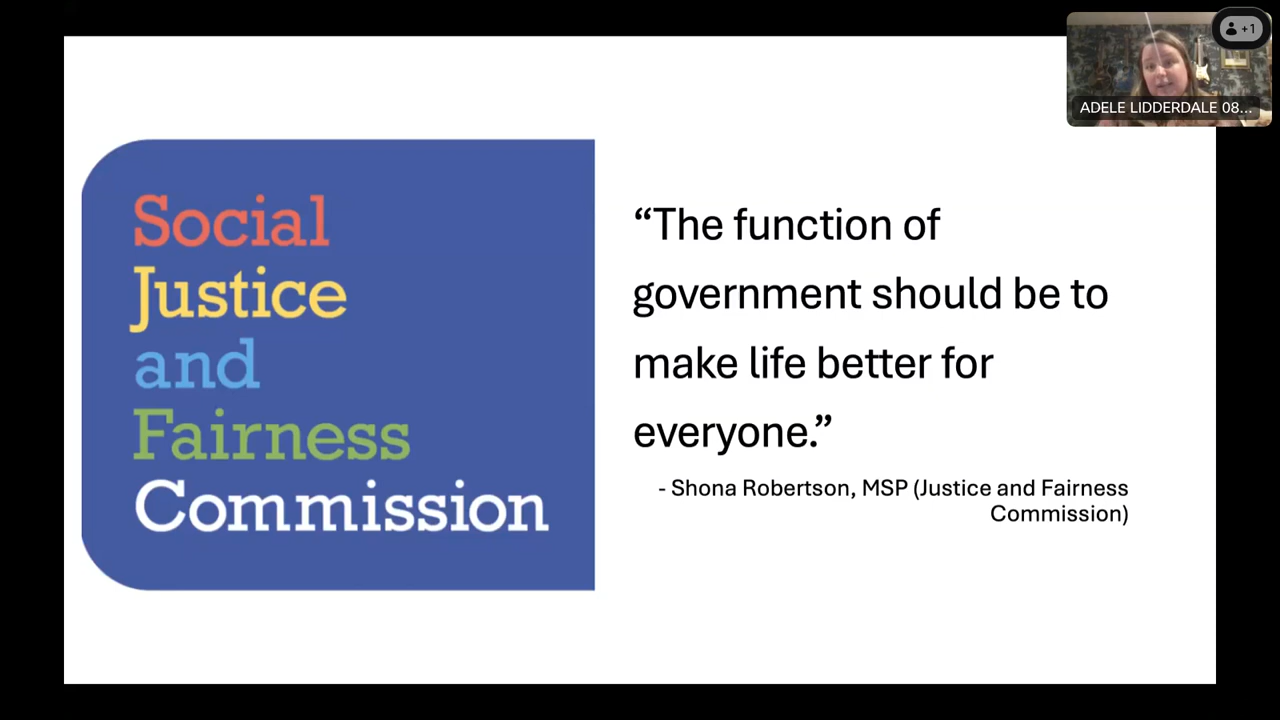 Social
Justice
and
Fairness
Commission
“The function of
government should be to
make life better for
everyone.”
- Shona Robertson, MSP (Justice and Fairness
Commission)
+1
ADELE LIDDERDALE 08...